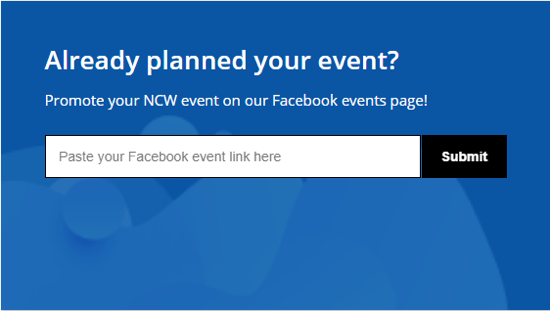 Already planned your event?
Promote your NCW event on our Facebook events page!
Paste your Facebook event link here
Submit